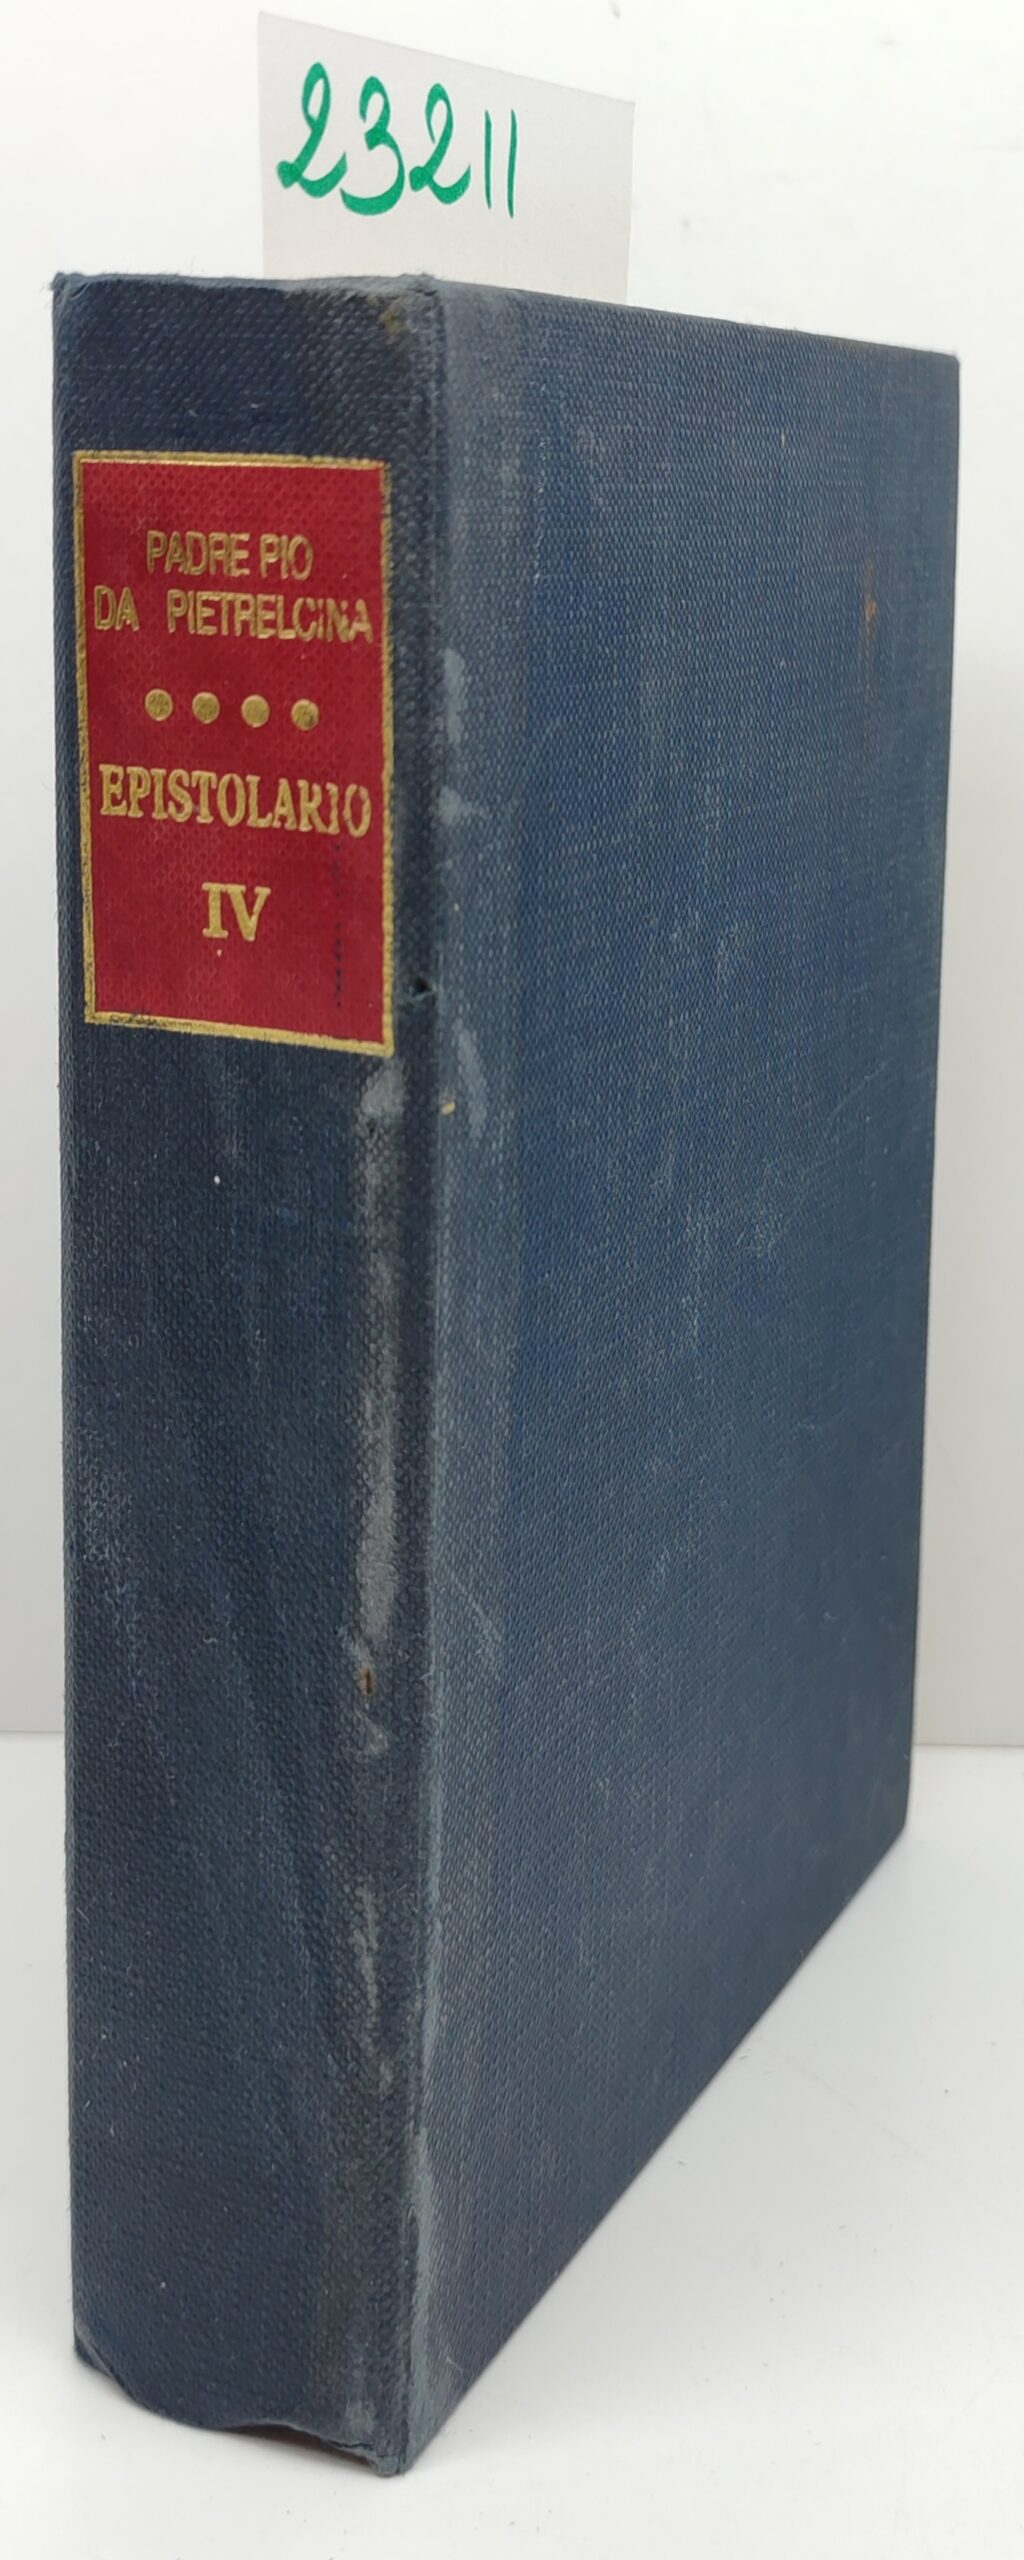 23211
PADRE PIO
DA PIETRELCINA
EPISTOLARIO
IV